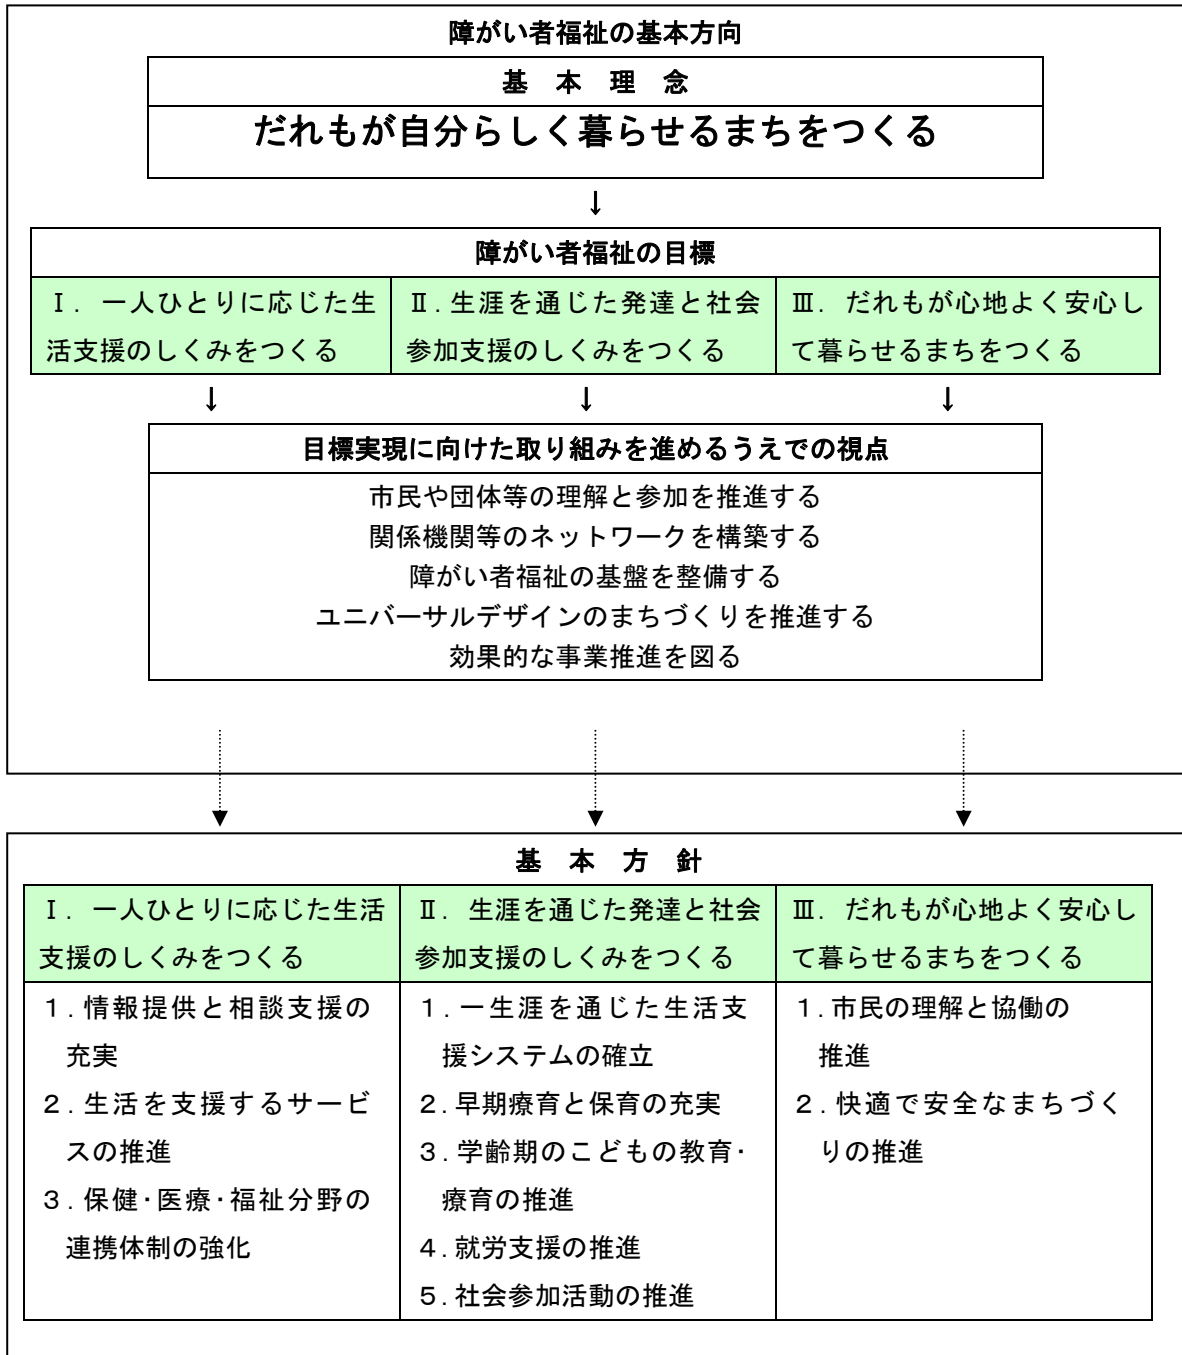 障がい者福祉の基本方向
基 本 理 念
だれもが自分らしく暮らせるまちをつくる
↓
障がい者福祉の目標
Ⅰ. 一人ひとりに応じた生
活支援のしくみをつくる
Ⅱ. 生涯を通じた発達と社会
参加支援のしくみをつくる
Ⅲ. だれもが心地よく安心し
て暮らせるまちをつくる
↓ ↓ ↓
目標実現に向けた取り組みを進めるうえでの視点
市民や団体等の理解と参加を推進する
関係機関等のネットワークを構築する
障がい者福祉の基盤を整備する
ユニバーサルデザインのまちづくりを推進する
効果的な事業推進を図る
基 本 方 針
Ⅰ. 一人ひとりに応じた生活
支援のしくみをつくる
1. 情報提供と相談支援の
充実
2. 生活を支援するサービ
スの推進
3. 保健・医療・福祉分野の
連携体制の強化
Ⅱ. 生涯を通じた発達と社会
参加支援のしくみをつくる
1. 一生涯を通じた生活支
援システムの確立
2. 早期療育と保育の充実
3. 学齢期のこどもの教育・
療育の推進
4. 就労支援の推進
5. 社会参加活動の推進
Ⅲ. だれもが心地よく安心し
て暮らせるまちをつくる
1. 市民の理解と協働の
推進
2. 快適で安全なまちづく
りの推進